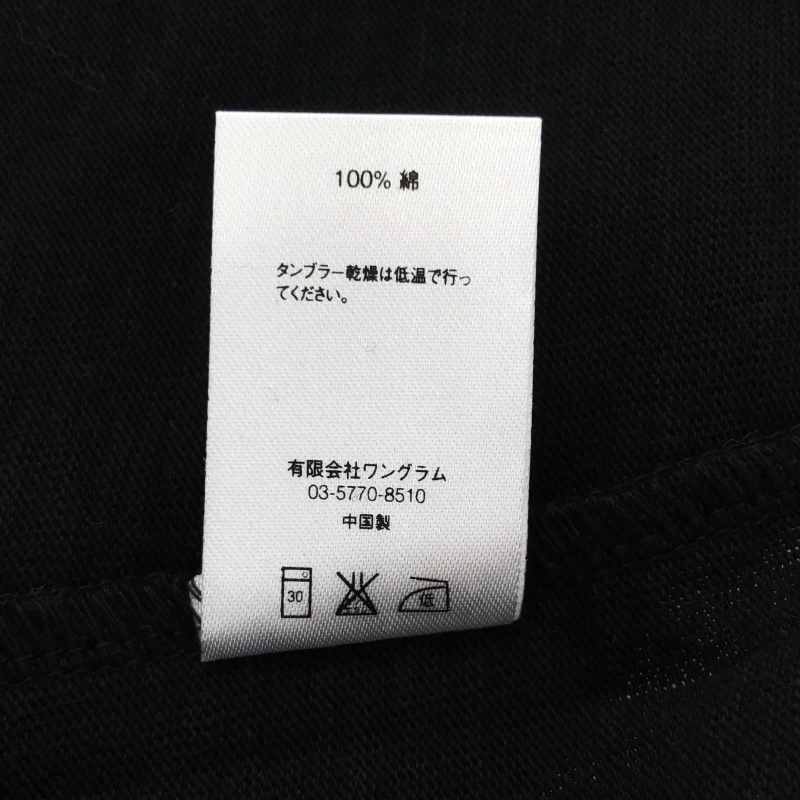 100% 綿
タンブラー乾燥は低温で行っ
てください。
有限会社ワングラム
03-5770-8510
中国製
30
低